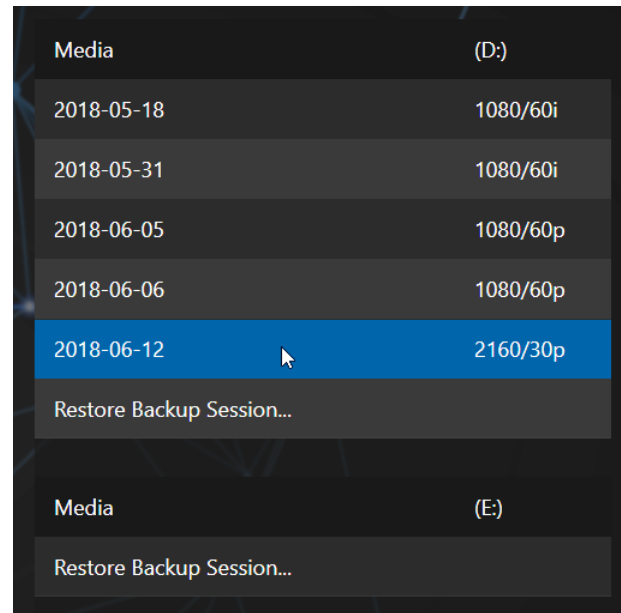 Media (D:)
2018-05-18 1080/60i
2018-05-31 1080/60i
2018-06-05 1080/60p
2018-06-06 1080/60p
2018-06-12 2160/30p
Restore Backup Session...
Media (E:)
Restore Backup Session...